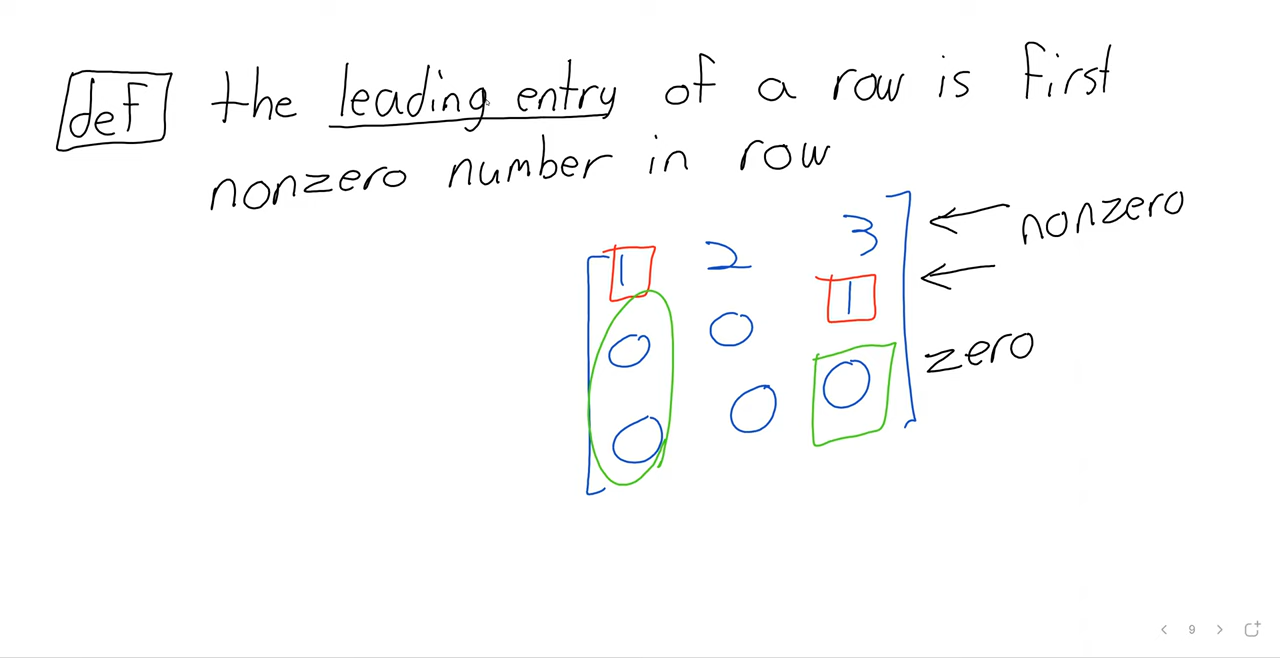 def the leading entry of a row is first
nonzero number in row
1 2 3 nonzero
0 0 1
0 0 0 zero
9